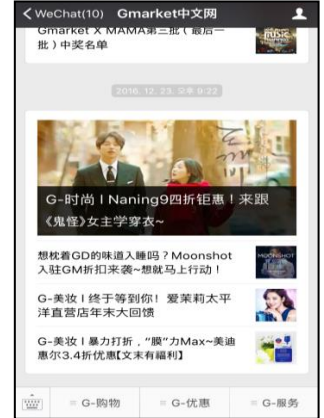 WeChat(10) Gmarket中文网
Gmarket X MAMA第三批（最后一
批）中奖名单
2016. 12. 23. 오후 9:22
G-时尚丨Naning9四折钜惠！来跟
《鬼怪》女主学穿衣~
想枕着GD的味道入睡吗？Moonshot
入驻GM折扣来袭~想就马上行动！
MOONSHOT
G-美妆丨终于等到你！爱茉莉太平
洋直营店年末大回馈
G-美妆丨暴力打折，“膜”力Max~美迪
惠尔3.4折优惠【文末有福利】
G-购物
G-优惠
G-服务